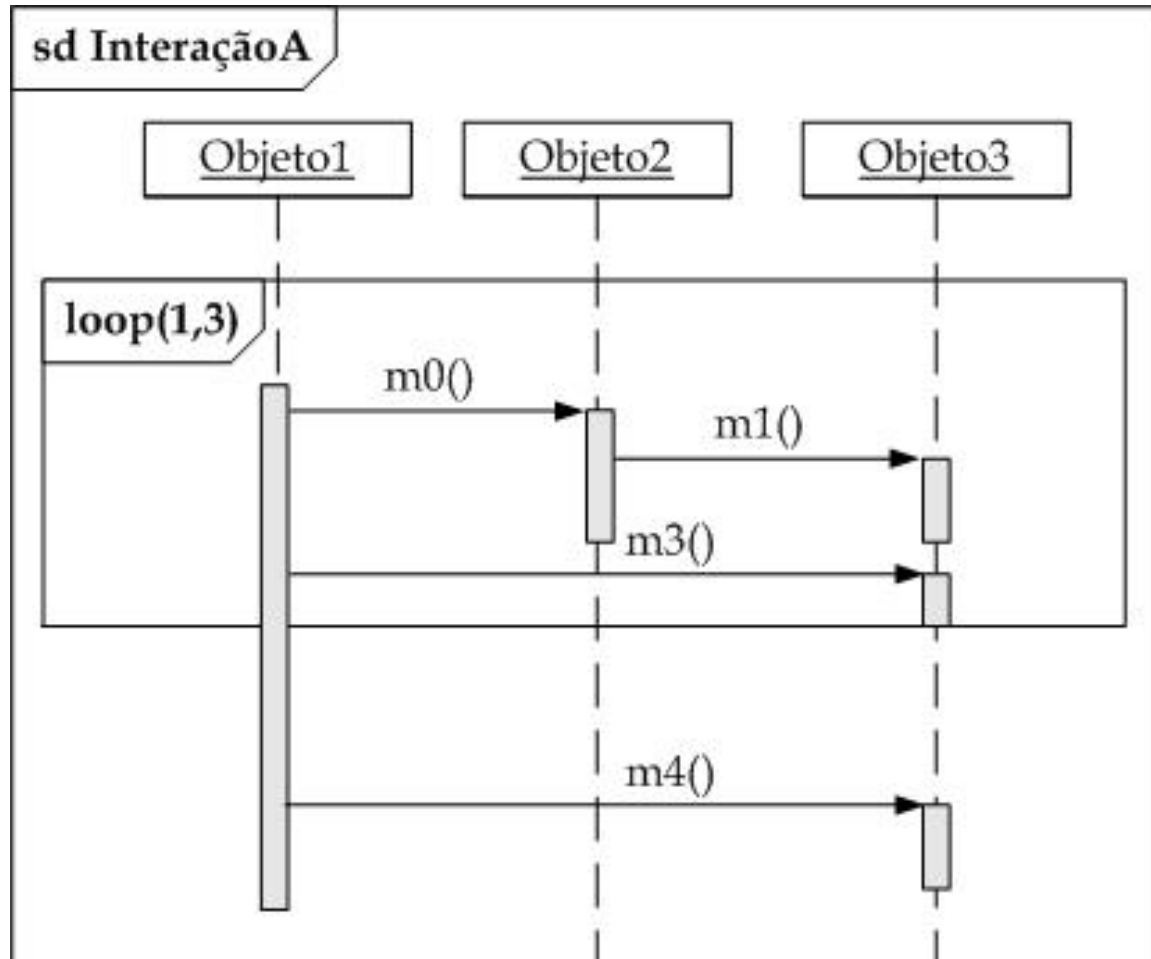 sd InteraçãoA
Objeto1 Objeto2 Objeto3
loop(1,3)
m0()
m1()
m3()
m4()